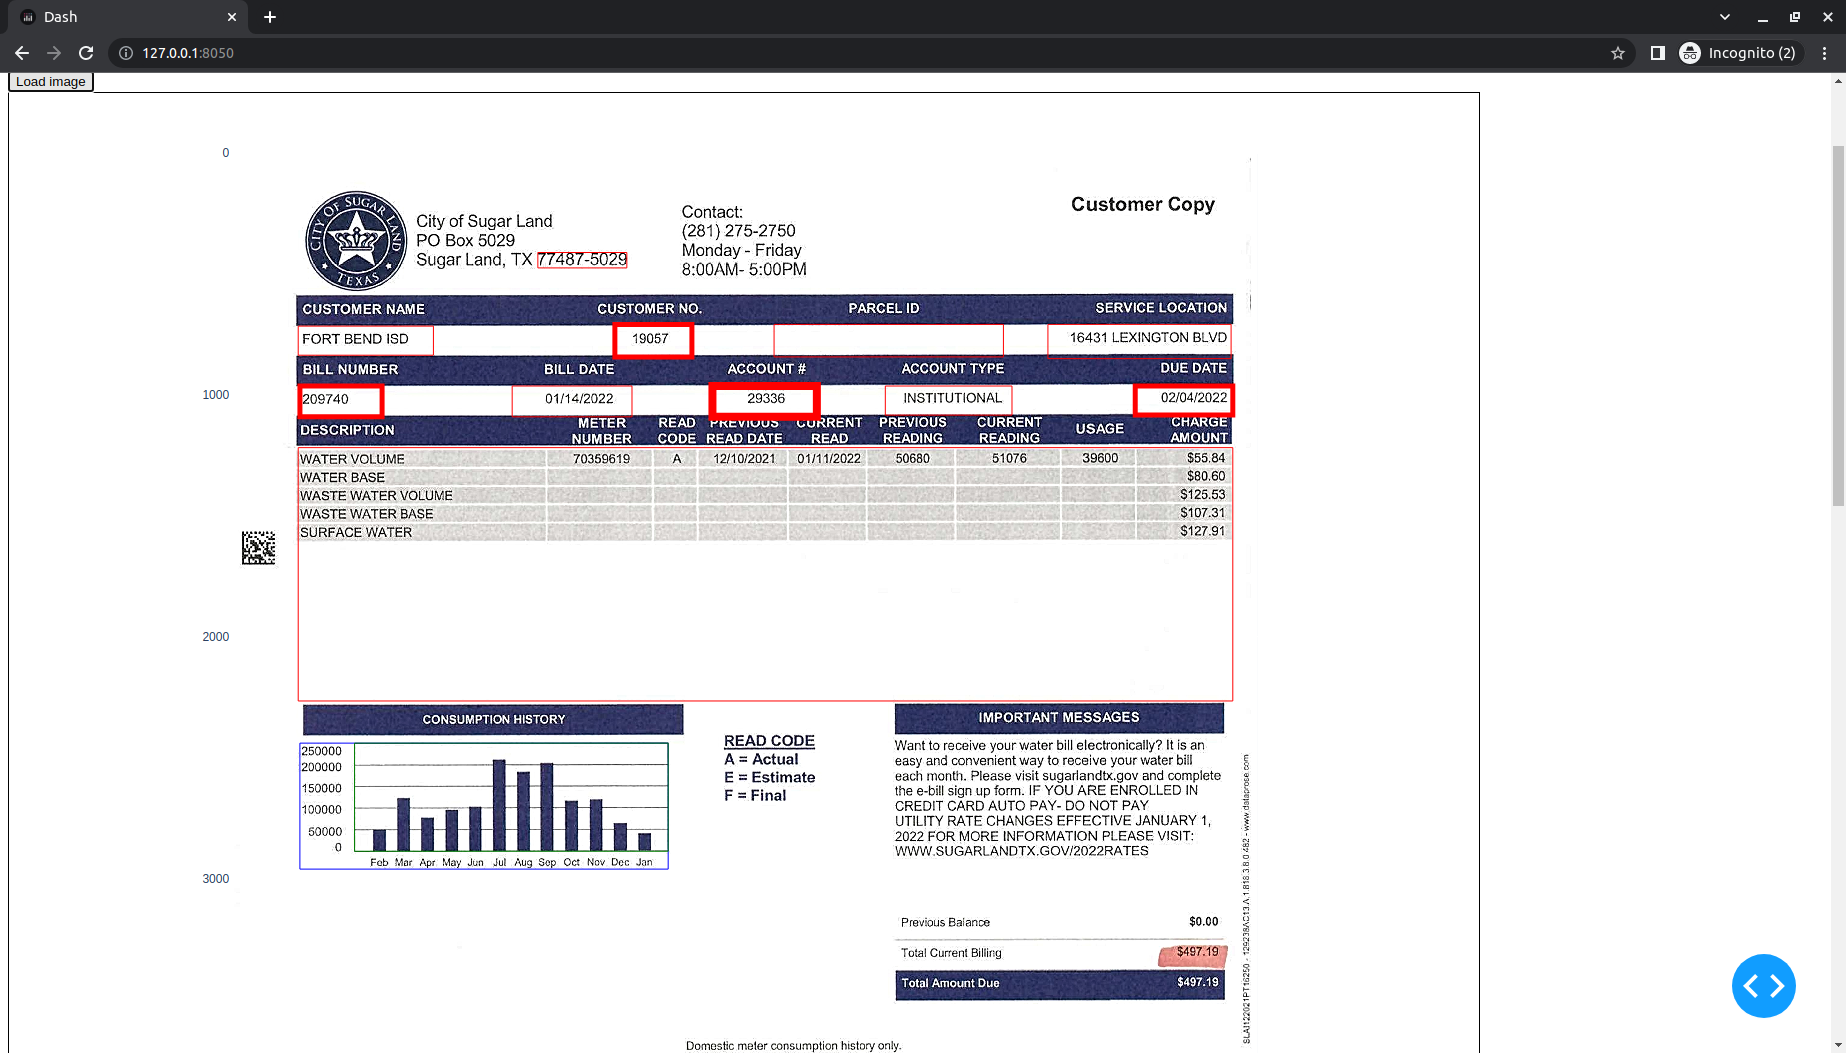 Dash
127.0.0.1:8050
Incognito (2)
Load image
0
1000
2000
3000
CITY OF SUGAR LAND
TEXAS
City of Sugar Land
PO Box 5029
Sugar Land, TX 77487-5029
Contact:
(281) 275-2750
Monday - Friday
8:00AM- 5:00PM
Customer Copy
CUSTOMER NAME CUSTOMER NO. PARCEL ID SERVICE LOCATION
FORT BEND ISD 19057 16431 LEXINGTON BLVD
BILL NUMBER BILL DATE ACCOUNT # ACCOUNT TYPE DUE DATE
209740 01/14/2022 29336 INSTITUTIONAL 02/04/2022
DESCRIPTION METER NUMBER READ CODE PREVIOUS READ DATE CURRENT READ PREVIOUS READING CURRENT READING USAGE CHARGE AMOUNT
WATER VOLUME 70359619 A 12/10/2021 01/11/2022 50680 51076 39600 $55.84
WATER BASE $80.60
WASTE WATER VOLUME $125.53
WASTE WATER BASE $107.31
SURFACE WATER $127.91
CONSUMPTION HISTORY
250000
200000
150000
100000
50000
0
Feb Mar Apr May Jun Jul Aug Sep Oct Nov Dec Jan
READ CODE
A = Actual
E = Estimate
F = Final
IMPORTANT MESSAGES
Want to receive your water bill electronically? It is an
easy and convenient way to receive your water bill
each month. Please visit sugarlandtx.gov and complete
the e-bill sign up form. IF YOU ARE ENROLLED IN
CREDIT CARD AUTO PAY- DO NOT PAY
UTILITY RATE CHANGES EFFECTIVE JANUARY 1,
2022 FOR MORE INFORMATION PLEASE VISIT:
WWW.SUGARLANDTX.GOV/2022RATES
Previous Balance $0.00
Total Current Billing $497.19
Total Amount Due $497.19
Domestic meter consumption history only.
www.dataprose.com